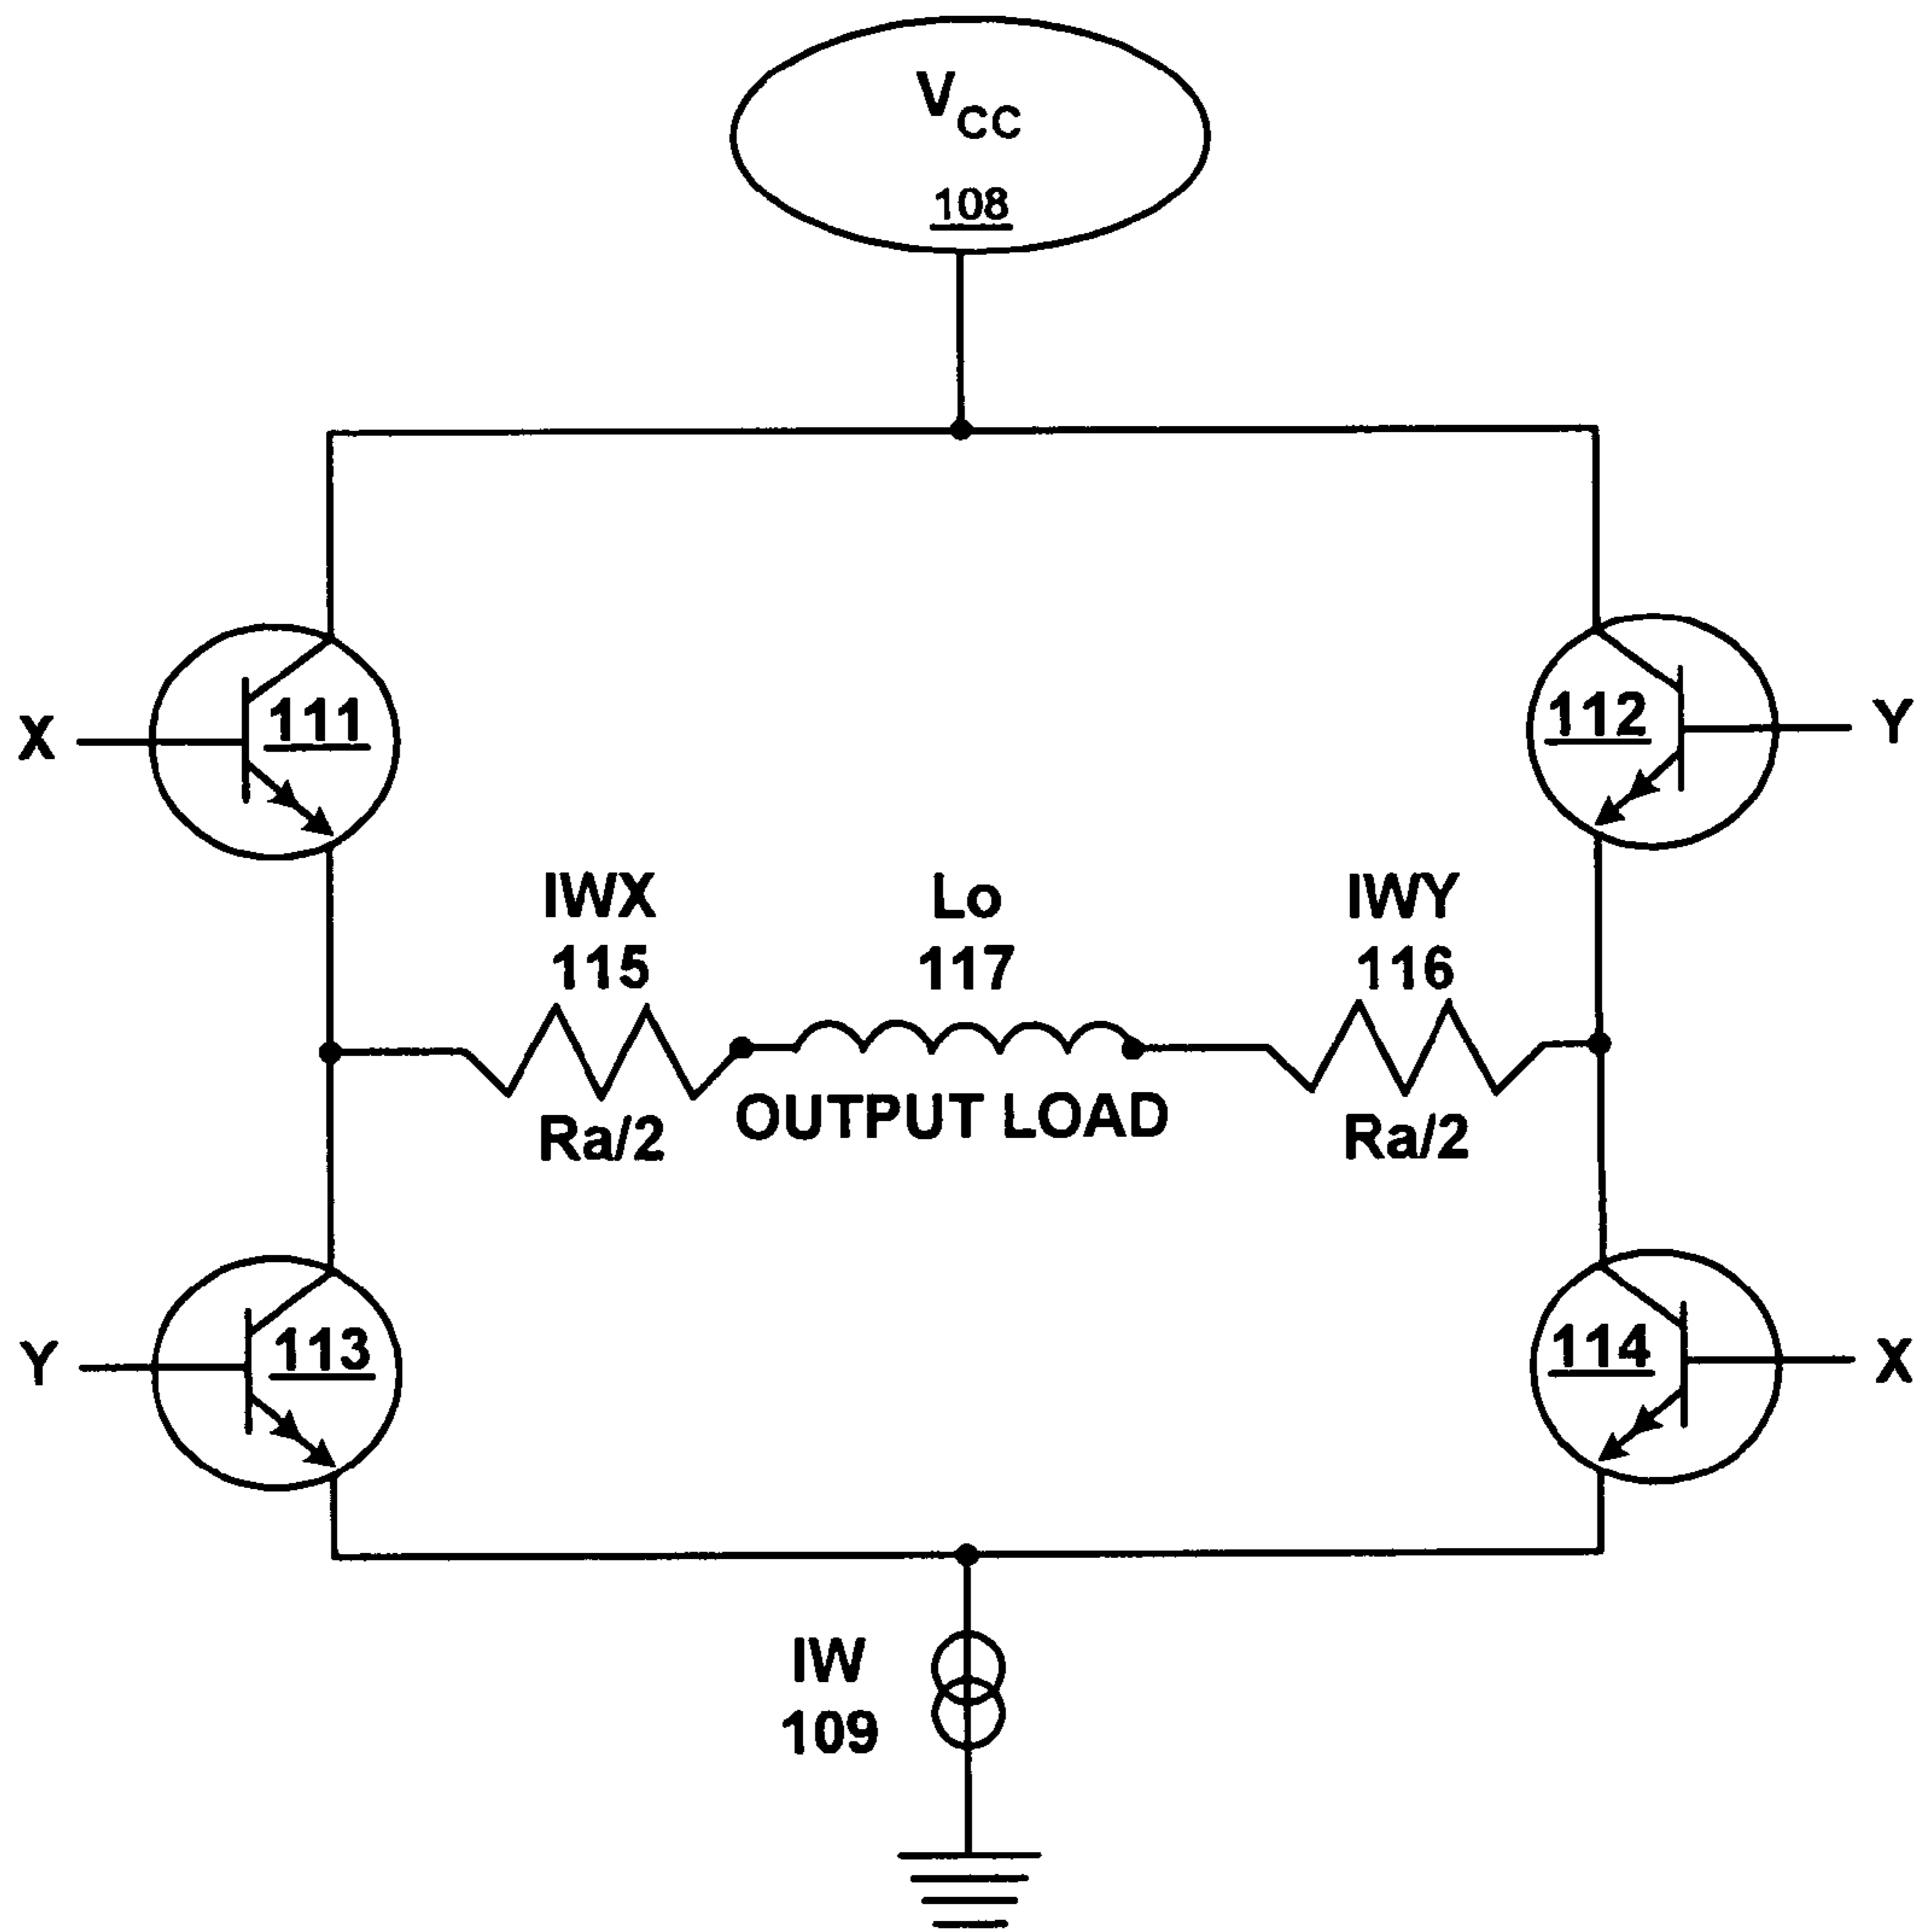 VCC
108
X
111
112
Y
IWX
115
Lo
117
IWY
116
OUTPUT LOAD
Ra/2
Ra/2
Y
113
114
X
IW
109